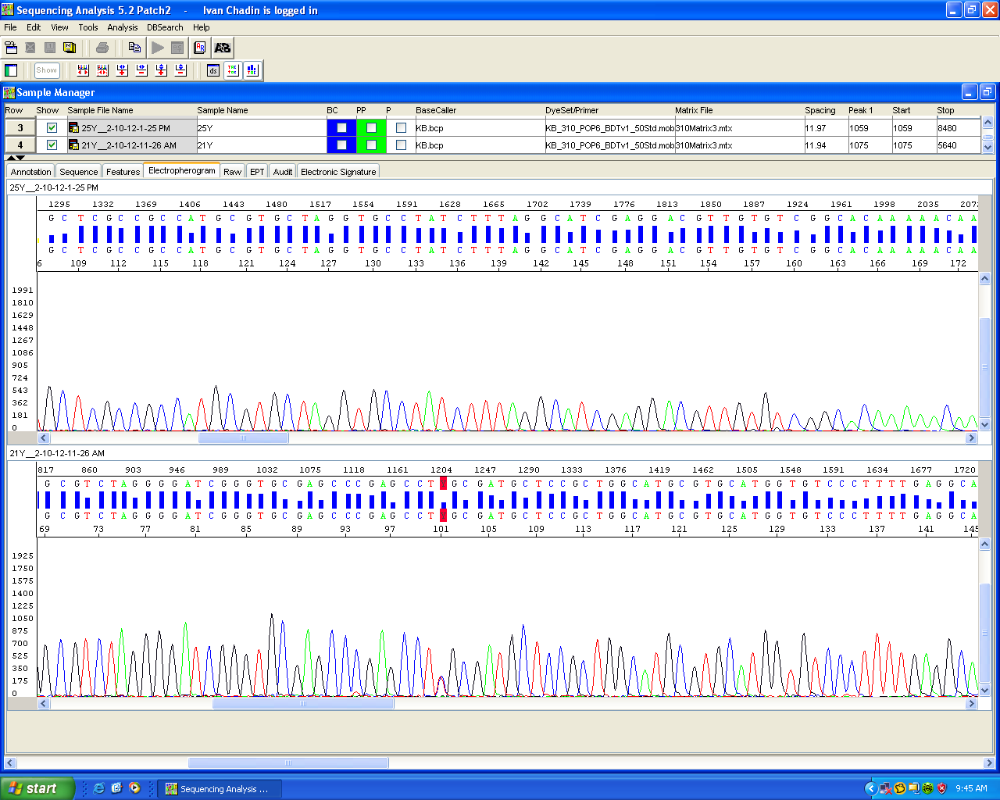 Sequencing Analysis 5.2 Patch2 - Ivan Chadin is logged in
File Edit View Tools Analysis DBSearch Help
Show
Sample Manager
Row Show Sample File Name Sample Name BC PP P BaseCaller DyeSet/Primer Matrix File Spacing Peak 1 Start Stop
3 25Y__2-10-12-1-25 PM 25Y KB.bcp KB_310_POP6_BDTv1_50Std.mob 310Matrix3.mtx 11.97 1059 1059 8480
4 21Y__2-10-12-11-26 AM 21Y KB.bcp KB_310_POP6_BDTv1_50Std.mob 310Matrix3.mtx 11.94 1075 1075 5640
Annotation Sequence Features Electropherogram Raw EPT Audit Electronic Signature
25Y__2-10-12-1-25 PM
1295 1332 1369 1406 1443 1480 1517 1554 1591 1628 1665 1702 1739 1776 1813 1850 1887 1924 1961 1998 2035 207
G C T C G C C G C C A T G C G T G C T A G G T G C C T A T C T T T A G G C A T C G A G G A C G T T G T G T C G G C A C A A A A A C A A
G C T C G C C G C C A T G C G T G C T A G G T G C C T A T C T T T A G G C A T C G A G G A C G T T G T G T C G G C A C A A A A A C A A
6 109 112 115 118 121 124 127 130 133 136 139 142 145 148 151 154 157 160 163 166 169 172
1991
1810
1629
1448
1267
1086
905
724
543
362
181
0
21Y__2-10-12-11-26 AM
817 860 903 946 989 1032 1075 1118 1161 1204 1247 1290 1333 1376 1419 1462 1505 1548 1591 1634 1677 1720
G C G T C T A G G G G A T C G G G T G C G A G C C C G A G C C T G C G A T G C T C C G C T G G C A T G C G T G C A T G G T G T C C C T T T T G A G G C A
G C G T C T A G G G G A T C G G G T G C G A G C C C G A G C C T G C G A T G C T C C G C T G G C A T G C G T G C A T G G T G T C C C T T T T G A G G C A
69 73 77 81 85 89 93 97 101 105 109 113 117 121 125 129 133 137 141 145
1925
1750
1575
1400
1225
1050
875
700
525
350
175
0
start Sequencing Analysis ... 9:45 AM